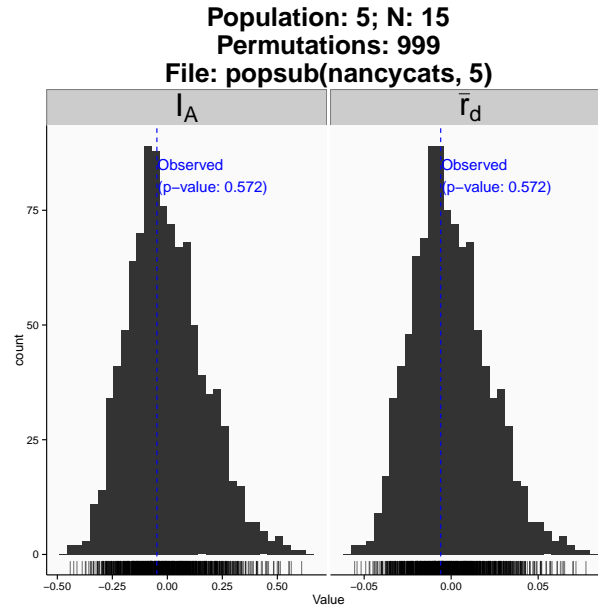 Population: 5; N: 15
Permutations: 999
File: popsub(nancycats, 5)
I_A
r̄_d
Observed
(p−value: 0.572)
Observed
(p−value: 0.572)
count
75
50
25
0
−0.50 −0.25 0.00 0.25 0.50
−0.05 0.00 0.05
Value